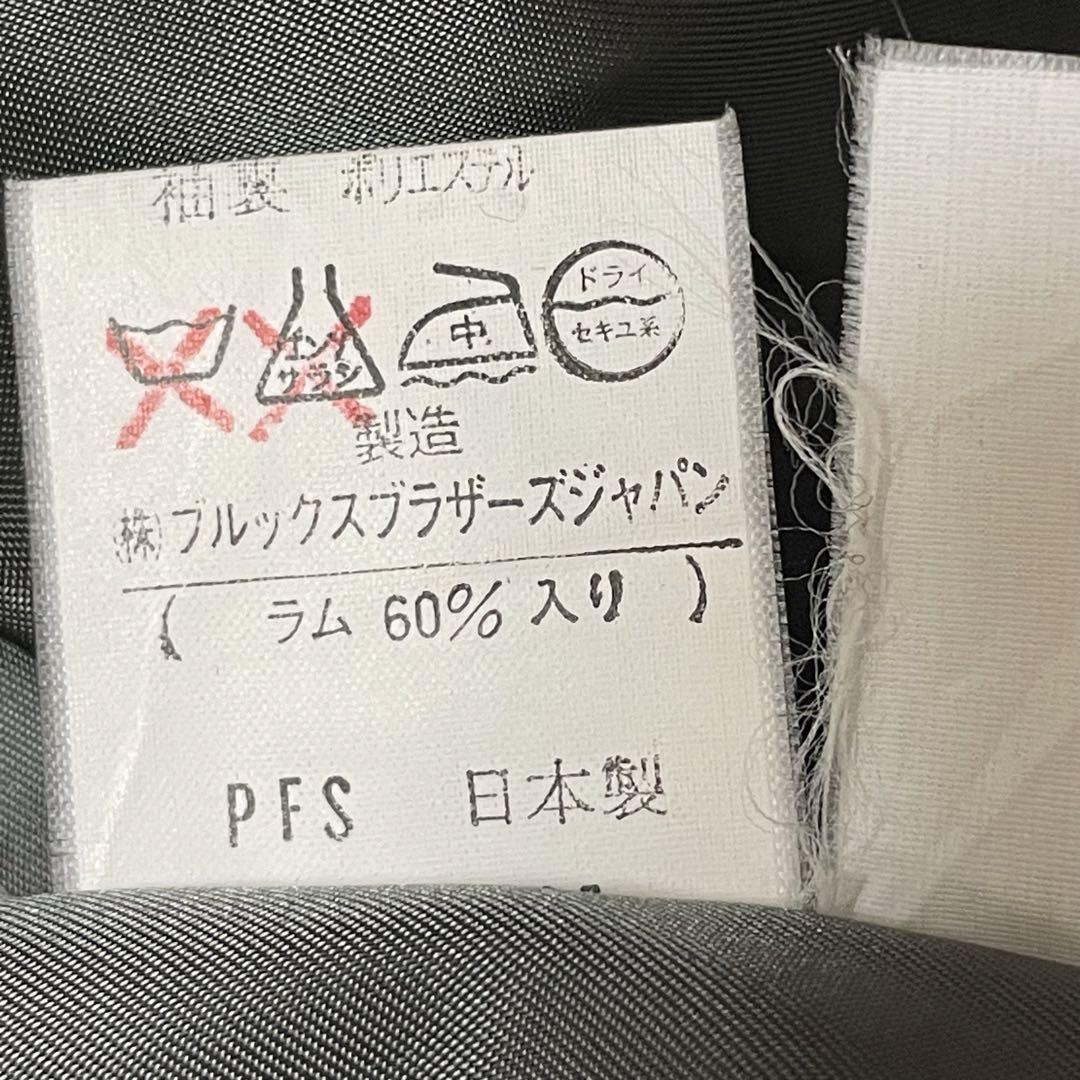 袖裏 ポリエステル
エンソ
サラシ
中
ドライ
セキユ系
製造
㈱ブルックスブラザーズジャパン
( ラム 60% 入り )
PFS 日本製